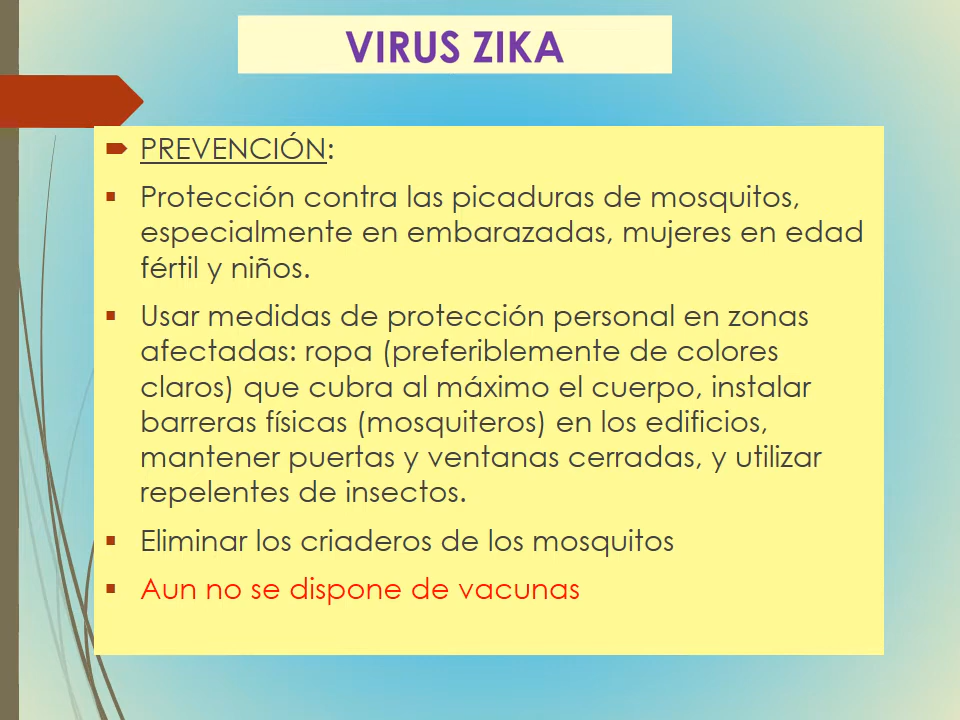 VIRUS ZIKA
PREVENCIÓN:
Protección contra las picaduras de mosquitos,
especialmente en embarazadas, mujeres en edad
fértil y niños.
Usar medidas de protección personal en zonas
afectadas: ropa (preferiblemente de colores
claros) que cubra al máximo el cuerpo, instalar
barreras físicas (mosquiteros) en los edificios,
mantener puertas y ventanas cerradas, y utilizar
repelentes de insectos.
Eliminar los criaderos de los mosquitos
Aun no se dispone de vacunas